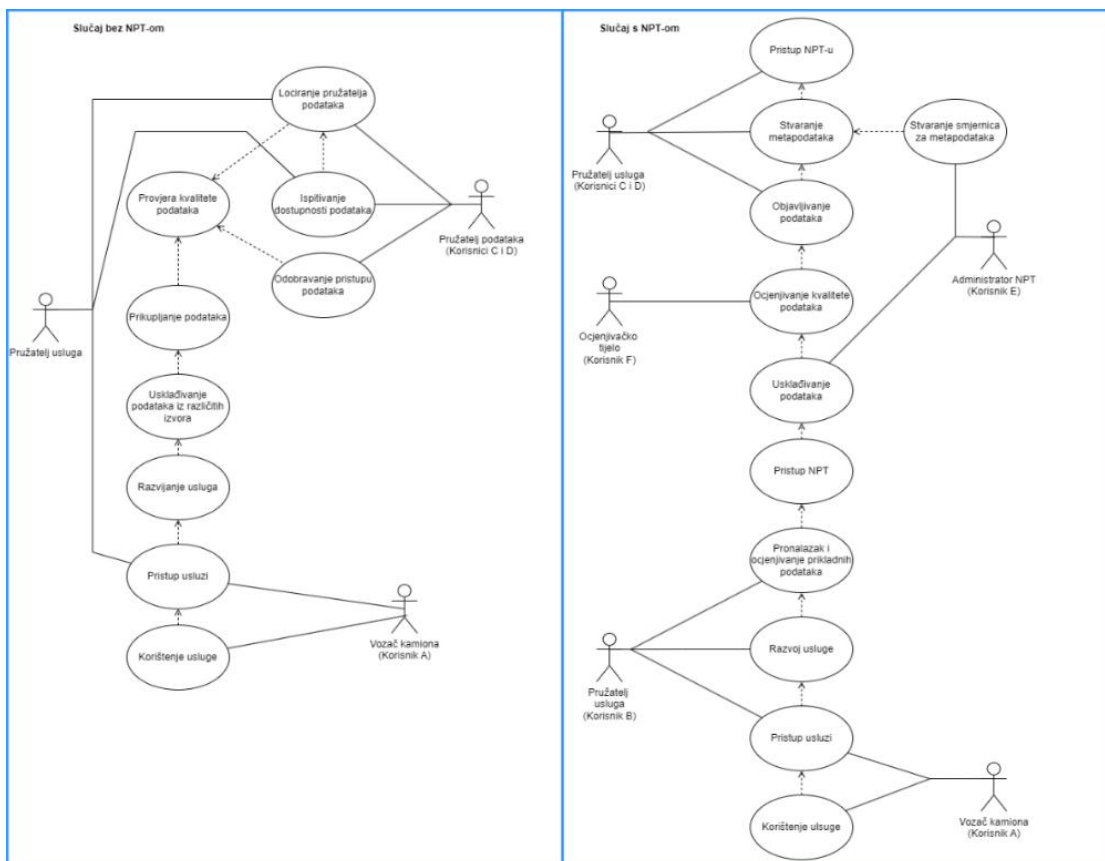 Slučaj bez NPT-om
Lociranje pružatelja
podataka
Provjera kvalitete
podataka
Ispitivanje
dostupnosti podataka
Pružatelj podataka
(Korisnici C i D)
Odobravanje pristupu
podataka
Pružatelj usluga
Prikupljanje podataka
Usklađivanje
podataka iz različitih
izvora
Razvijanje usluga
Pristup usluzi
Vozač kamiona
(Korisnik A)
Korištenje usluge
Slučaj s NPT-om
Pristup NPT-u
Stvaranje
metapodataka
Stvaranje smjernica
za metapodataka
Pružatelj usluga
(Korisnici C i D)
Objavljivanje
podataka
Administrator NPT
(Korisnik E)
Ocjenjivanje kvalitete
podataka
Ocjenjivačko
tijelo
(Korisnik F)
Usklađivanje
podataka
Pristup NPT
Pronalazak i
ocjenjivanje prikladnih
podataka
Razvoj usluge
Pružatelj
usluga
(Korisnik B)
Pristup usluzi
Vozač kamiona
(Korisnik A)
Korištenje ulsuge